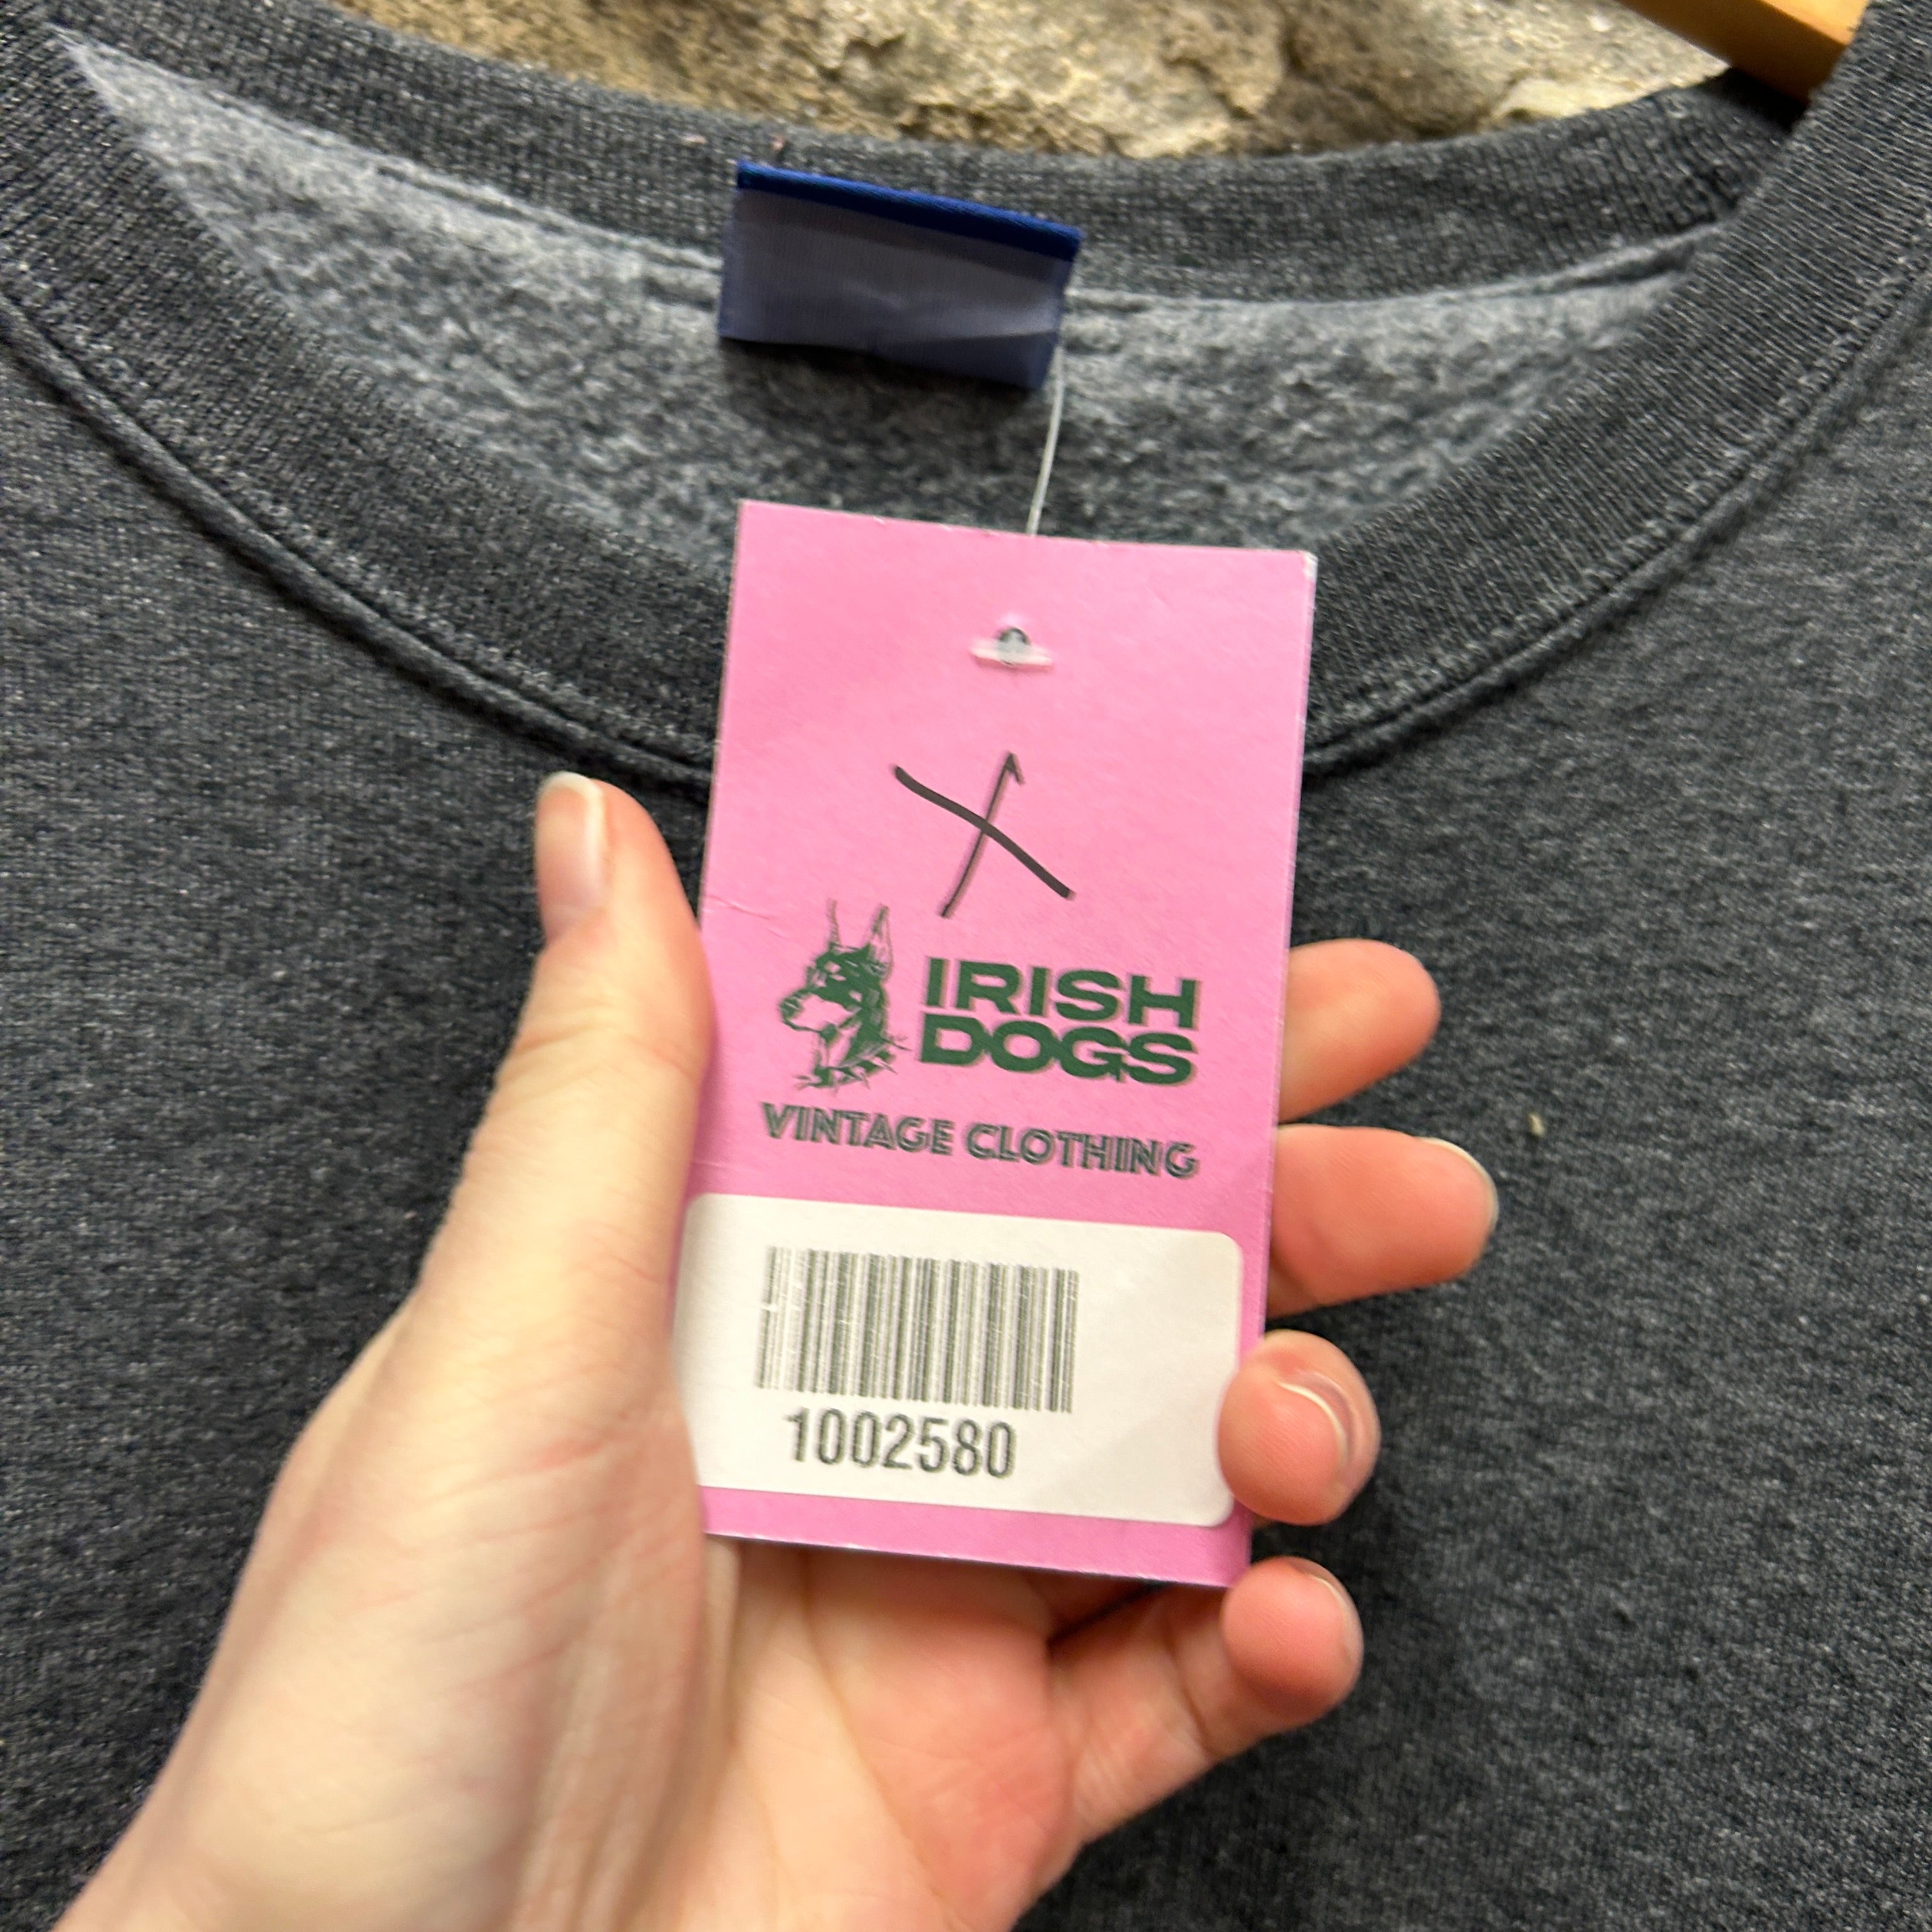 X
IRISH
DOGS
VINTAGE CLOTHING
1002580